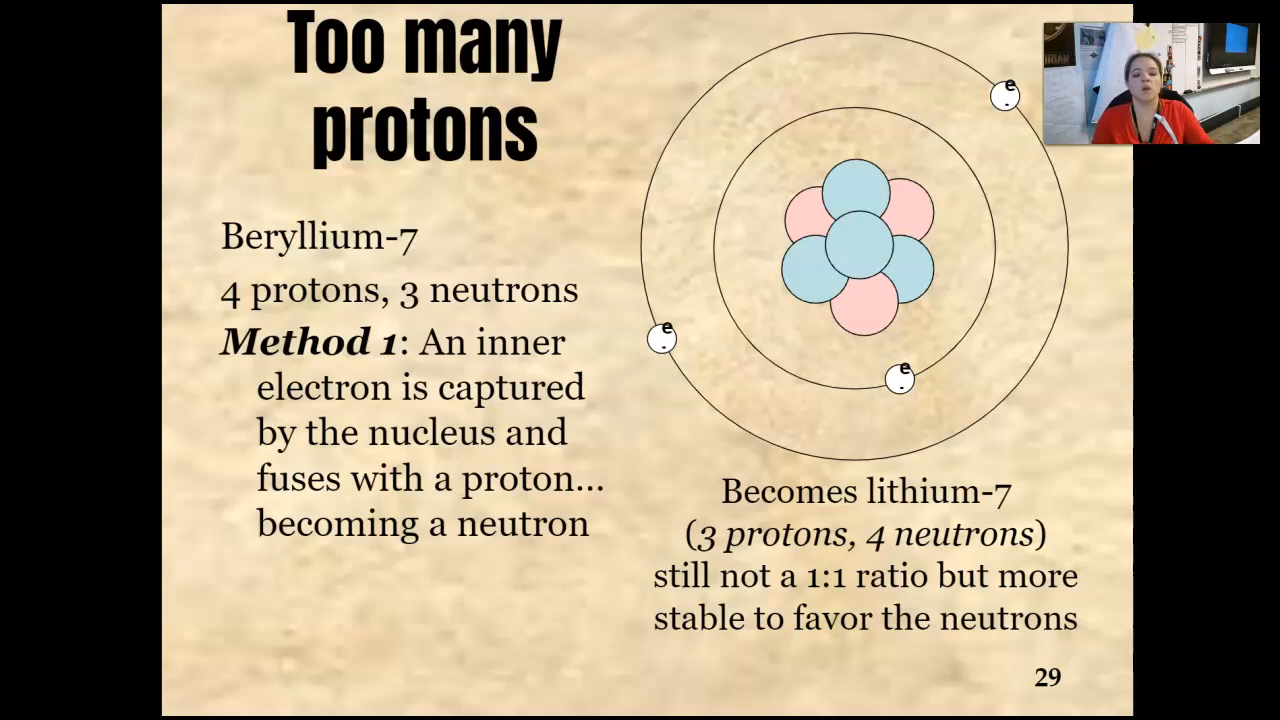 Too many
protons
Beryllium-7
4 protons, 3 neutrons
Method 1: An inner
electron is captured
by the nucleus and
fuses with a proton...
becoming a neutron
e
-
e
-
e
-
Becomes lithium-7
(3 protons, 4 neutrons)
still not a 1:1 ratio but more
stable to favor the neutrons
29